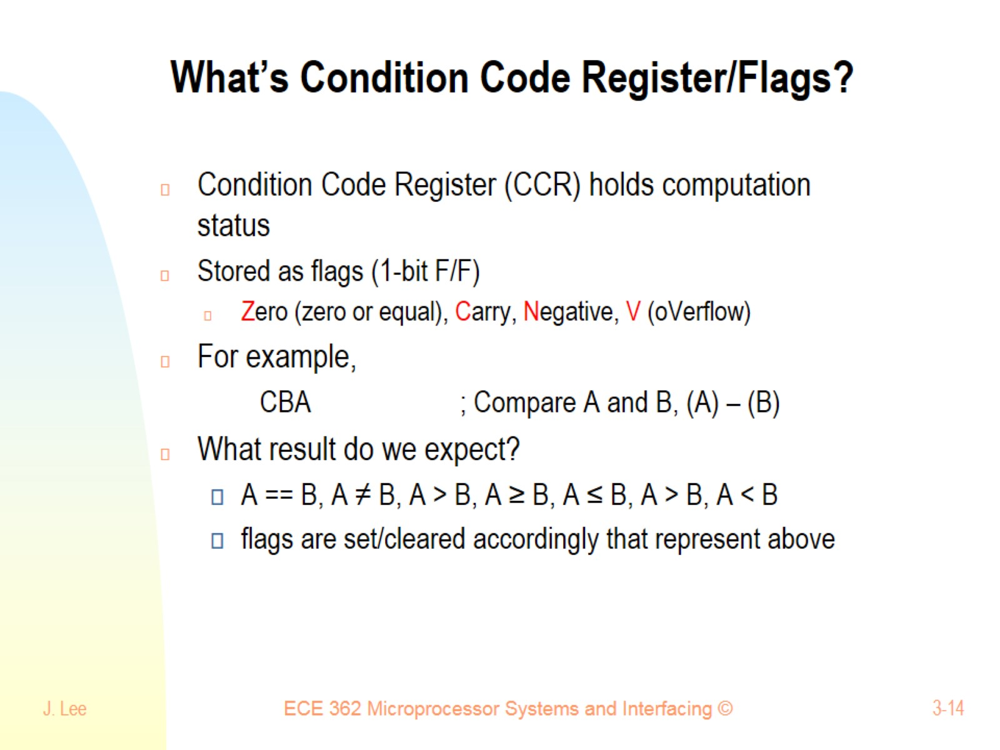 What's Condition Code Register/Flags?
Condition Code Register (CCR) holds computation
status
Stored as flags (1-bit F/F)
Zero (zero or equal), Carry, Negative, V (oVerflow)
For example,
CBA ; Compare A and B, (A) – (B)
What result do we expect?
A == B, A ≠ B, A > B, A ≥ B, A ≤ B, A > B, A < B
flags are set/cleared accordingly that represent above
J. Lee ECE 362 Microprocessor Systems and Interfacing © 3-14